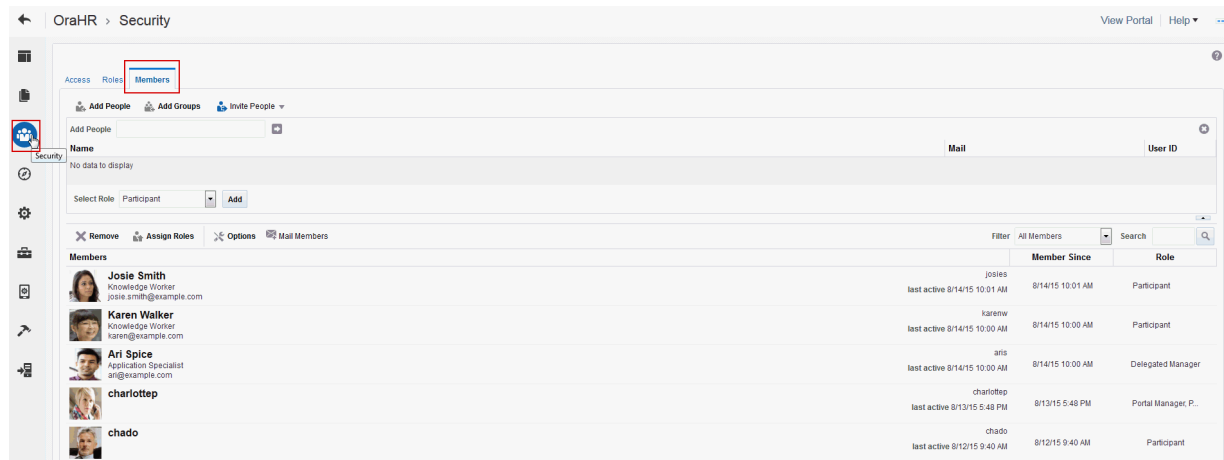 OraHR > Security
View Portal Help
Access Roles Members
Add People Add Groups Invite People
Add People
Security
Name Mail User ID
No data to display
Select Role Participant Add
Remove Assign Roles Options Mail Members Filter All Members Search
Members Member Since Role
Josie Smith
Knowledge Worker
josie.smith@example.com
josies
last active 8/14/15 10:01 AM
8/14/15 10:01 AM
Participant
Karen Walker
Knowledge Worker
karen@example.com
karenw
last active 8/14/15 10:00 AM
8/14/15 10:00 AM
Participant
Ari Spice
Application Specialist
ari@example.com
aris
last active 8/14/15 10:00 AM
8/14/15 10:00 AM
Delegated Manager
charlottep
charlottep
last active 8/13/15 5:48 PM
8/13/15 5:48 PM
Portal Manager, P...
chado
chado
last active 8/12/15 9:40 AM
8/12/15 9:40 AM
Participant